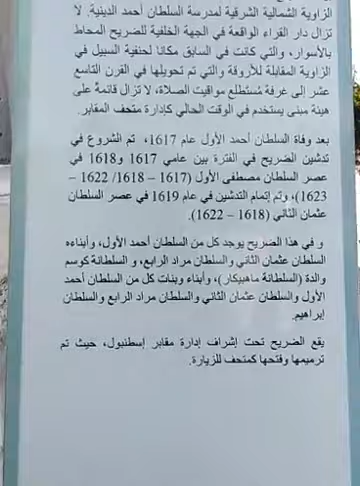 الزاوية الشمالية الشرقية لمدرسة السلطان أحمد الدينية. لا
تزال دار القراء الواقعة في الجهة الخلفية للضريح المحاط
بالأسوار، والتي كانت في السابق مكانا لحنفية السبيل في
الزاوية المقابلة للأروقة والتي تم تحويلها في القرن التاسع
عشر إلى غرفة مُستطلع مواقيت الصلاة، لا تزال قائمة على
هيئة مبنى يستخدم في الوقت الحالي كإدارة متحف المقابر.
بعد وفاة السلطان أحمد الأول عام 1617، تم الشروع في
تدشين الضريح في الفترة بين عامي 1617 و1618 في
عصر السلطان مصطفى الأول (1617 – 1618/ 1622 –
1623)، وتم إتمام التدشين في عام 1619 في عصر السلطان
عثمان الثاني (1618 – 1622).
و في هذا الضريح يوجد كل من السلطان أحمد الأول، وأبناءه
السلطان عثمان الثاني والسلطان مراد الرابع، و السلطانة كوسم
والدة (السلطانة ماهبيكار)، وأبناء وبنات كل من السلطان أحمد
الأول والسلطان عثمان الثاني والسلطان مراد الرابع والسلطان
إبراهيم.
يقع الضريح تحت إشراف إدارة مقابر إسطنبول، حيث تم
ترميمها وفتحها كمتحف للزيارة.